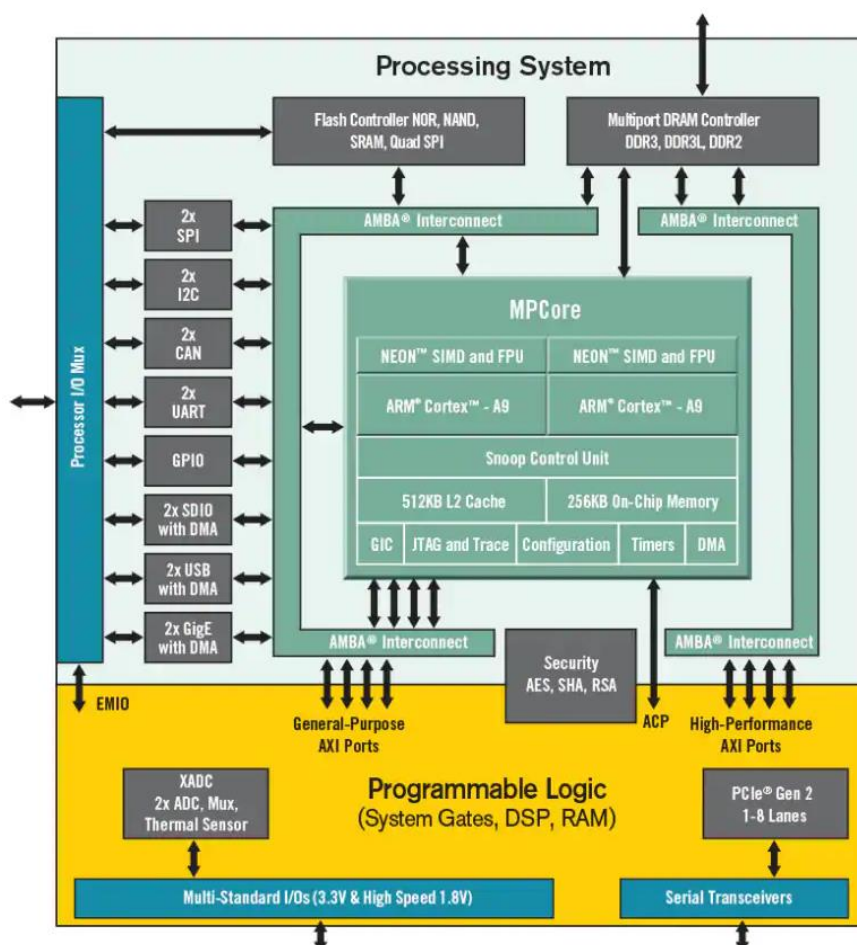 Processing System
Flash Controller NOR, NAND,
SRAM, Quad SPI
Multiport DRAM Controller
DDR3, DDR3L, DDR2
Processor I/O Mux
2x
SPI
2x
I2C
2x
CAN
2x
UART
GPIO
2x SDIO
with DMA
2x USB
with DMA
2x GigE
with DMA
AMBA® Interconnect
AMBA® Interconnect
MPCore
NEON™ SIMD and FPU
NEON™ SIMD and FPU
ARM® Cortex™ - A9
ARM® Cortex™ - A9
Snoop Control Unit
512KB L2 Cache
256KB On-Chip Memory
GIC
JTAG and Trace
Configuration
Timers
DMA
AMBA® Interconnect
AMBA® Interconnect
Security
AES, SHA, RSA
EMIO
General-Purpose
AXI Ports
ACP
High-Performance
AXI Ports
XADC
2x ADC, Mux,
Thermal Sensor
Programmable Logic
(System Gates, DSP, RAM)
PCIe® Gen 2
1-8 Lanes
Multi-Standard I/Os (3.3V & High Speed 1.8V)
Serial Transceivers